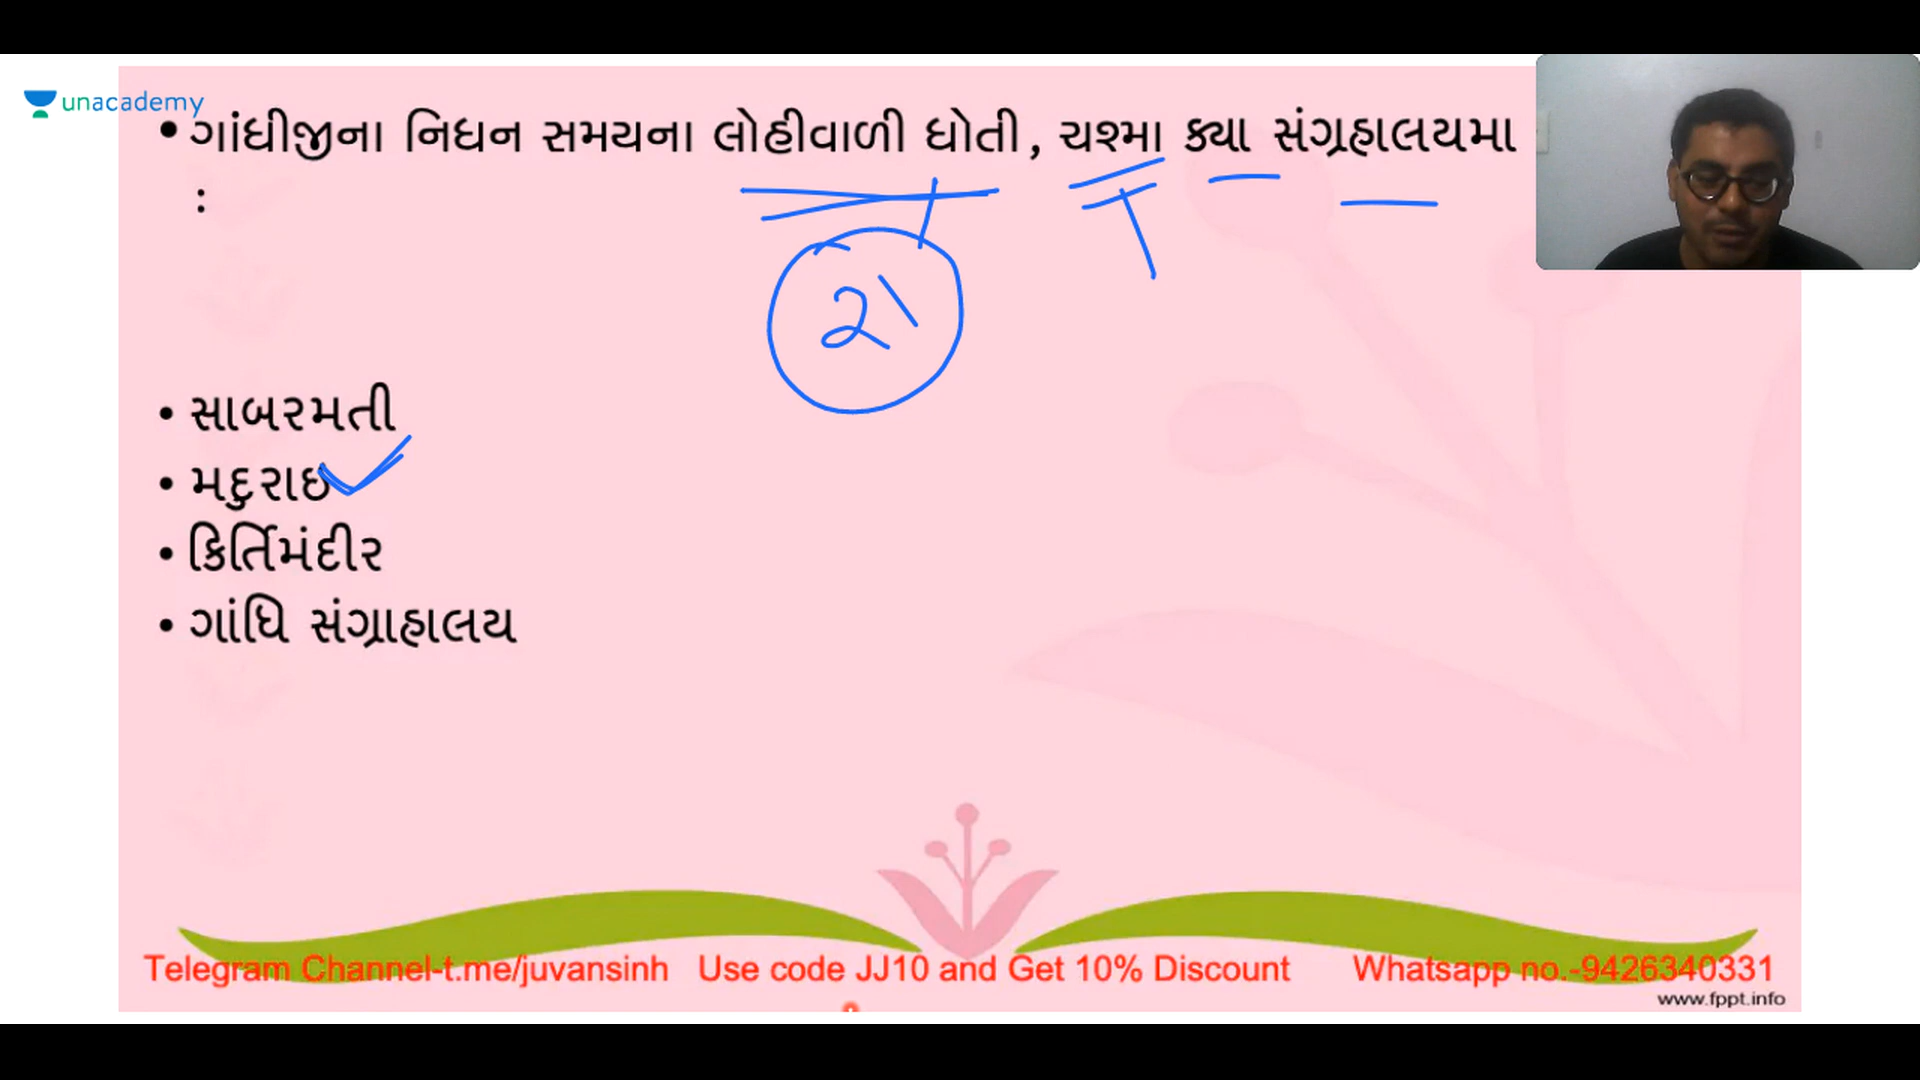 unacademy
• ગાંધીજીના નિધન સમયના લોહીવાળી ધોતી, ચશ્મા ક્યા સંગ્રહાલયમા
:
૨૧
• સાબરમતી
• મદુરાઇ
• કિર્તિમંદીર
• ગાંધિ સંગ્રાહાલય
Telegram Channel-t.me/juvansinh Use code JJ10 and Get 10% Discount Whatsapp no.-9426340331
www.fppt.info